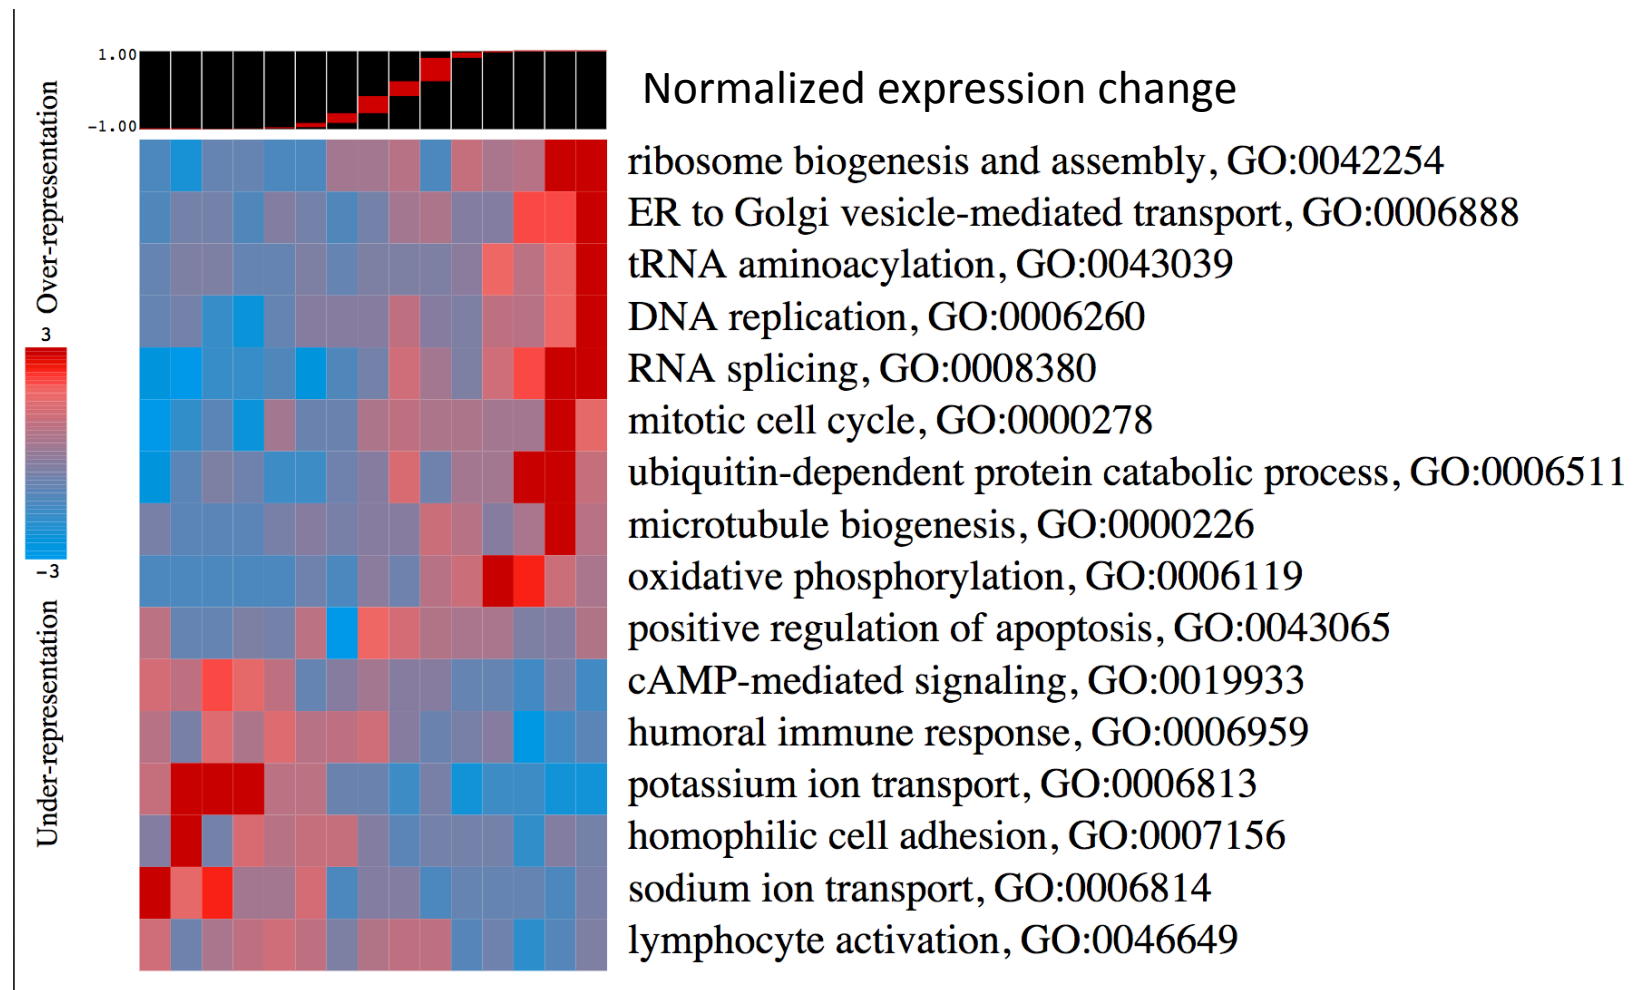 1.00
-1.00
Normalized expression change
Over-representation
3
-3
Under-representation
ribosome biogenesis and assembly, GO:0042254
ER to Golgi vesicle-mediated transport, GO:0006888
tRNA aminoacylation, GO:0043039
DNA replication, GO:0006260
RNA splicing, GO:0008380
mitotic cell cycle, GO:0000278
ubiquitin-dependent protein catabolic process, GO:0006511
microtubule biogenesis, GO:0000226
oxidative phosphorylation, GO:0006119
positive regulation of apoptosis, GO:0043065
cAMP-mediated signaling, GO:0019933
humoral immune response, GO:0006959
potassium ion transport, GO:0006813
homophilic cell adhesion, GO:0007156
sodium ion transport, GO:0006814
lymphocyte activation, GO:0046649